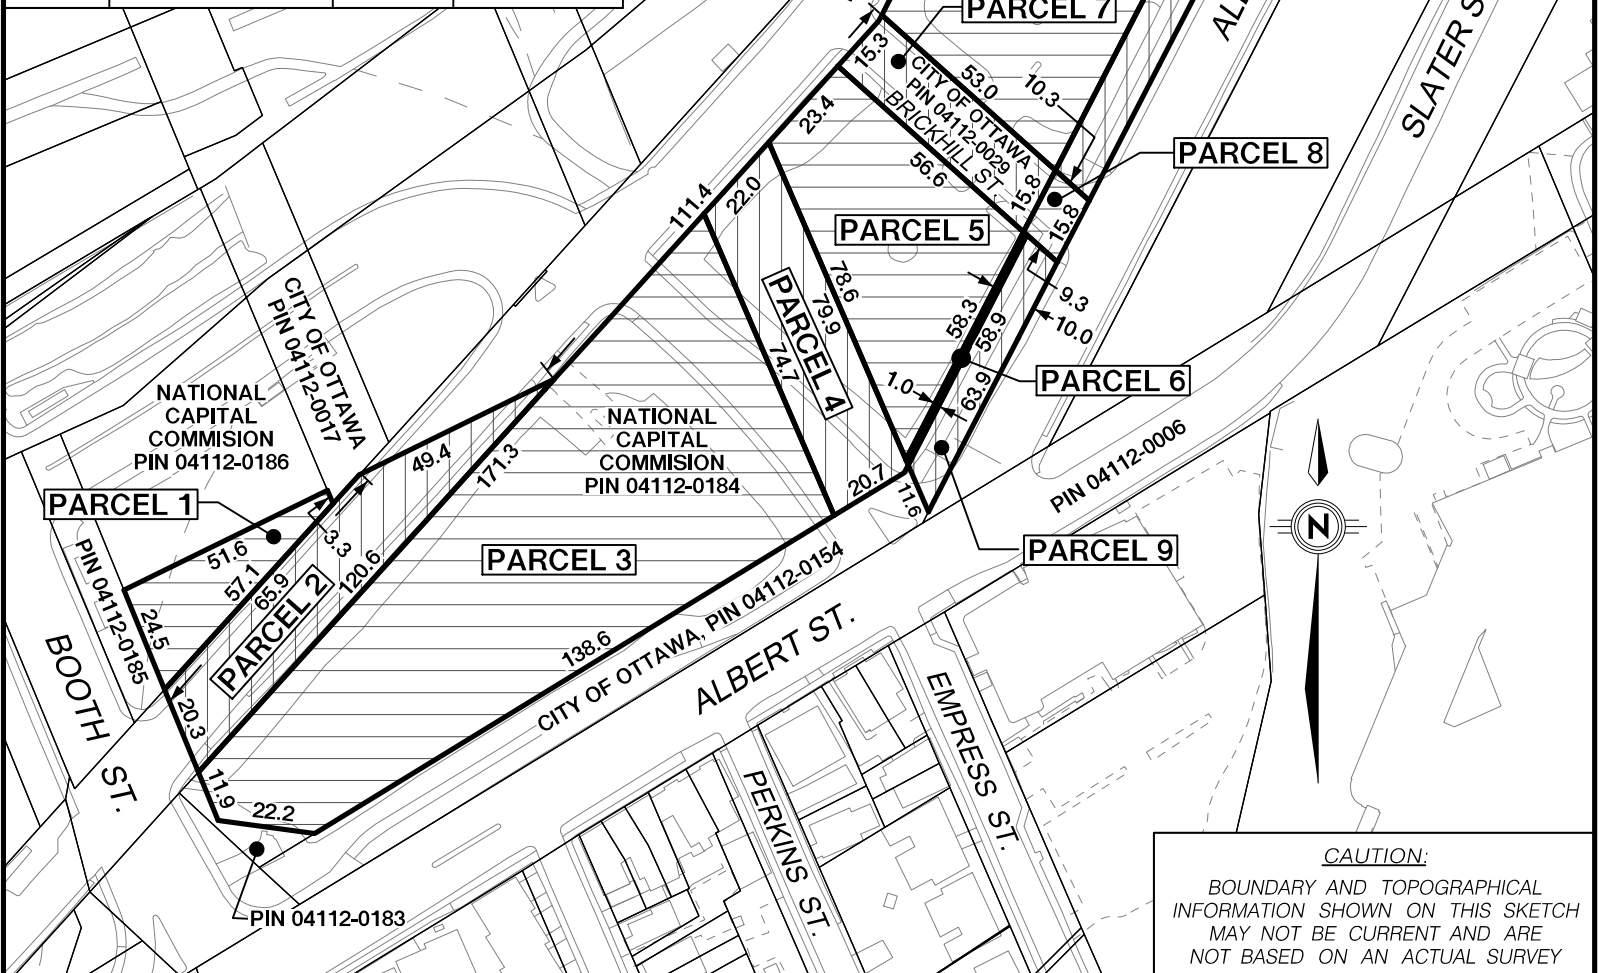 PARCEL 7
ALB
SLATER S
15.3
CITY OF OTTAWA
PIN 04112-0029
BRICKHILL ST
53.0
10.3
23.4
56.6
PARCEL 8
15.8
15.8
111.4
22.0
PARCEL 5
78.6
79.9
PARCEL 4
74.7
9.3
10.0
58.3
58.9
1.0
63.9
PARCEL 6
CITY OF OTTAWA
PIN 04112-0017
NATIONAL
CAPITAL
COMMISION
PIN 04112-0186
NATIONAL
CAPITAL
COMMISION
PIN 04112-0184
49.4
171.3
20.7
11.6
PIN 04112-0006
PARCEL 1
PARCEL 9
N
3.3
51.6
57.1
65.9
120.6
PARCEL 2
PARCEL 3
PIN 04112-0185
24.5
BOOTH
ST.
20.3
138.6
CITY OF OTTAWA, PIN 04112-0154
ALBERT ST.
EMPRESS ST.
PERKINS ST.
11.9
22.2
PIN 04112-0183
CAUTION:
BOUNDARY AND TOPOGRAPHICAL
INFORMATION SHOWN ON THIS SKETCH
MAY NOT BE CURRENT AND ARE
NOT BASED ON AN ACTUAL SURVEY